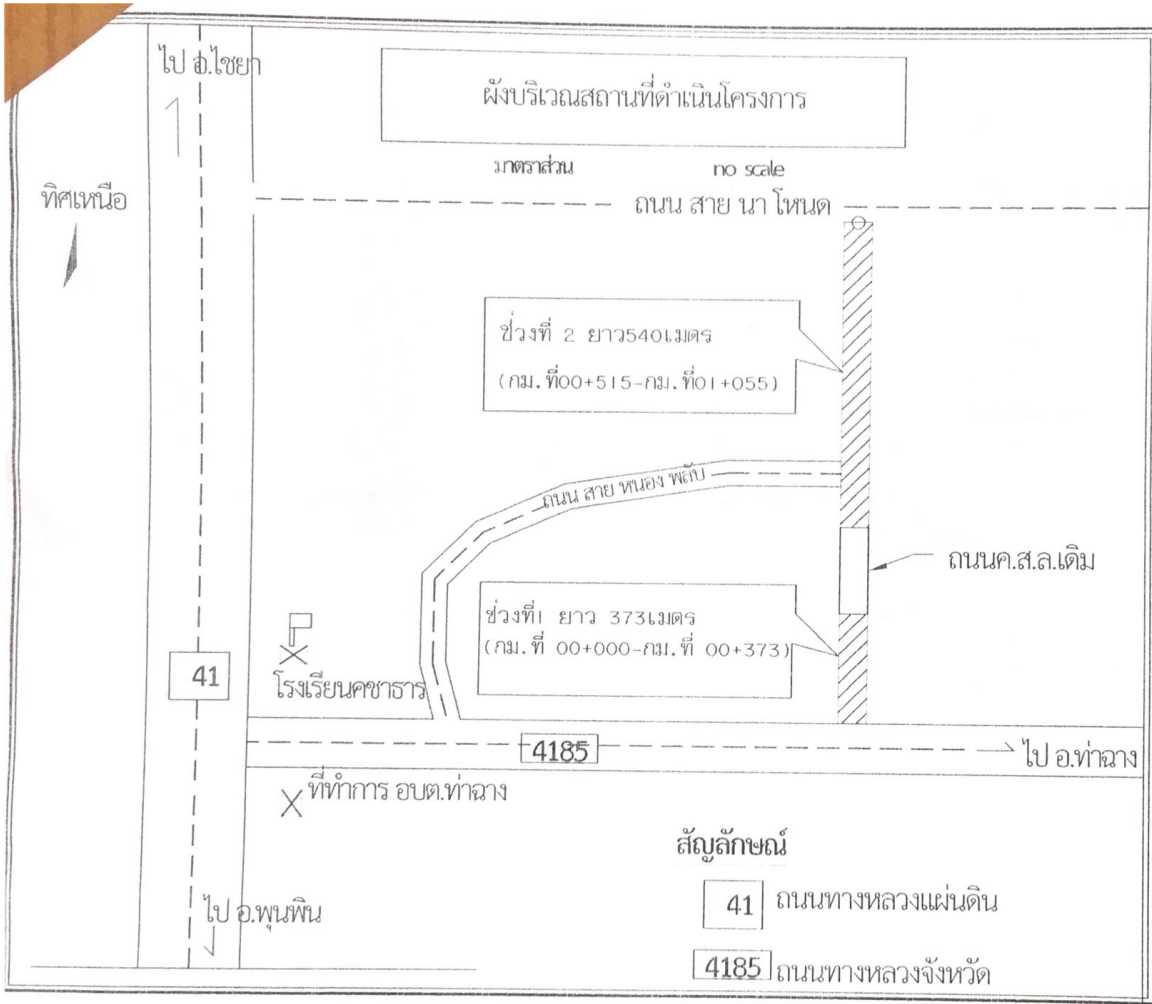 ไป อ.ไชยา
ผังบริเวณสถานที่ดำเนินโครงการ
มาตราส่วน no scale
ทิศเหนือ
ถนน สาย นา โหนด
ช่วงที่ 2 ยาว540เมตร
(กม.ที่00+515-กม.ที่01+055)
ถนน สาย หนอง พลับ
ถนนค.ส.ล.เดิม
ช่วงที่1 ยาว 373เมตร
(กม.ที่ 00+000-กม.ที่ 00+373)
41
โรงเรียนคชาธาร
4185
ไป อ.ท่าฉาง
ที่ทำการ อบต.ท่าฉาง
สัญลักษณ์
41 ถนนทางหลวงแผ่นดิน
ไป อ.พุนพิน
4185 ถนนทางหลวงจังหวัด